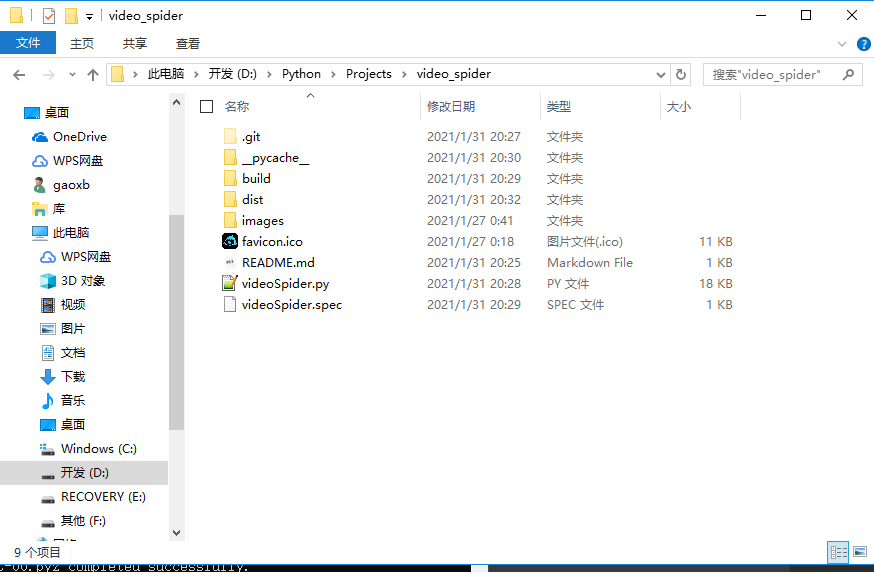 video_spider
文件 主页 共享 查看
此电脑 开发 (D:) Python Projects video_spider 搜索"video_spider"
名称 修改日期 类型 大小
.git 2021/1/31 20:27 文件夹
__pycache__ 2021/1/31 20:30 文件夹
build 2021/1/31 20:29 文件夹
dist 2021/1/31 20:32 文件夹
images 2021/1/27 0:41 文件夹
favicon.ico 2021/1/27 0:18 图片文件(.ico) 11 KB
README.md 2021/1/31 20:25 Markdown File 1 KB
videoSpider.py 2021/1/31 20:28 PY 文件 18 KB
videoSpider.spec 2021/1/31 20:29 SPEC 文件 1 KB
桌面
OneDrive
WPS网盘
gaoxb
库
此电脑
WPS网盘
3D 对象
视频
图片
文档
下载
音乐
桌面
Windows (C:)
开发 (D:)
RECOVERY (E:)
其他 (F:)
9 个项目
-00.pyz completed successfully.